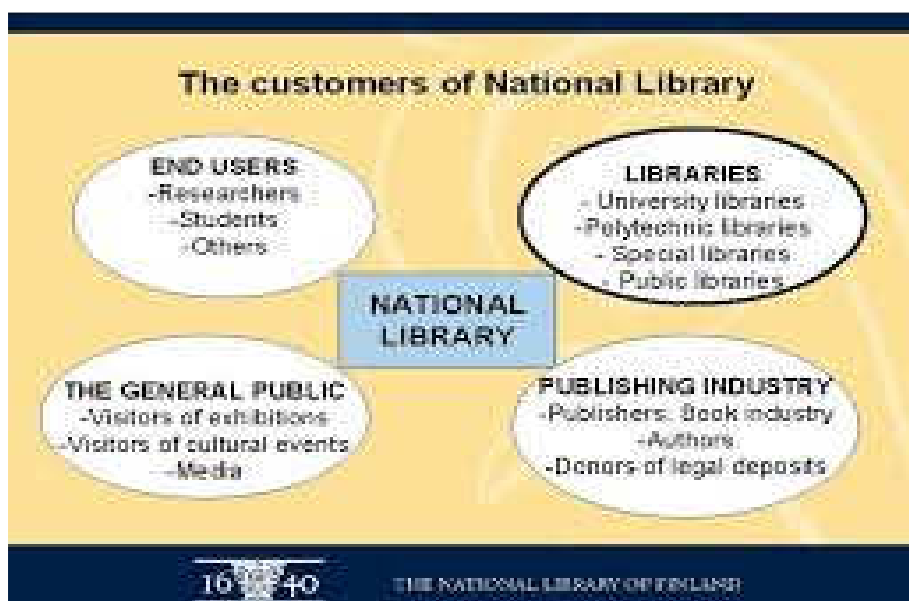 The customers of National Library
END USERS
-Researchers
-Students
-Others
LIBRARIES
- University libraries
-Polytechnic libraries
- Special libraries
- Public libraries
NATIONAL
LIBRARY
THE GENERAL PUBLIC
-Visitors of exhibitions
-Visitors of cultural events
-Media
PUBLISHING INDUSTRY
-Publishers, Book industry
-Authors
-Donors of legal deposits
16 40
THE NATIONAL LIBRARY OF FINLAND